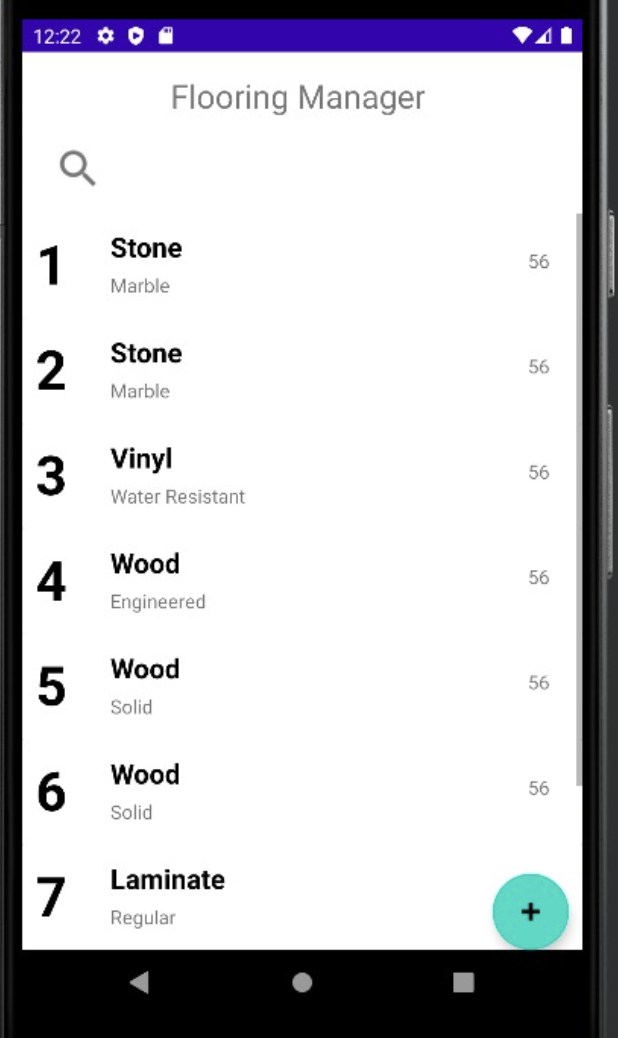 12:22
Flooring Manager
1
Stone
Marble
56
2
Stone
Marble
56
3
Vinyl
Water Resistant
56
4
Wood
Engineered
56
5
Wood
Solid
56
6
Wood
Solid
56
7
Laminate
Regular
+